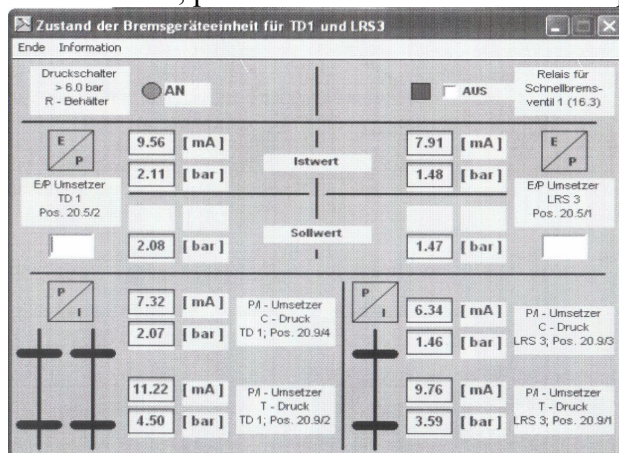 Zustand der Bremsgeräteeinheit für TD1 und LRS3
Ende Information
Druckschalter
> 6.0 bar
R - Behälter
AN
AUS
Relais für
Schnellbrems-
ventil 1 (16.3)
E
P
9.56 [ mA ]
2.11 [ bar ]
Istwert
7.91 [ mA ]
1.48 [ bar ]
E
P
E/P Umsetzer
TD 1
Pos. 20.5/2
E/P Umsetzer
LRS 3
Pos. 20.5/1
2.08 [ bar ]
Sollwert
1.47 [ bar ]
P
I
7.32 [ mA ]
2.07 [ bar ]
P/I - Umsetzer
C - Druck
TD 1; Pos. 20.9/4
P
I
6.34 [ mA ]
1.46 [ bar ]
P/I - Umsetzer
C - Druck
LRS 3; Pos. 20.9/3
11.22 [ mA ]
4.50 [ bar ]
P/I - Umsetzer
T - Druck
TD 1; Pos. 20.9/2
9.76 [ mA ]
3.59 [ bar ]
P/I - Umsetzer
T - Druck
LRS 3; Pos. 20.9/1